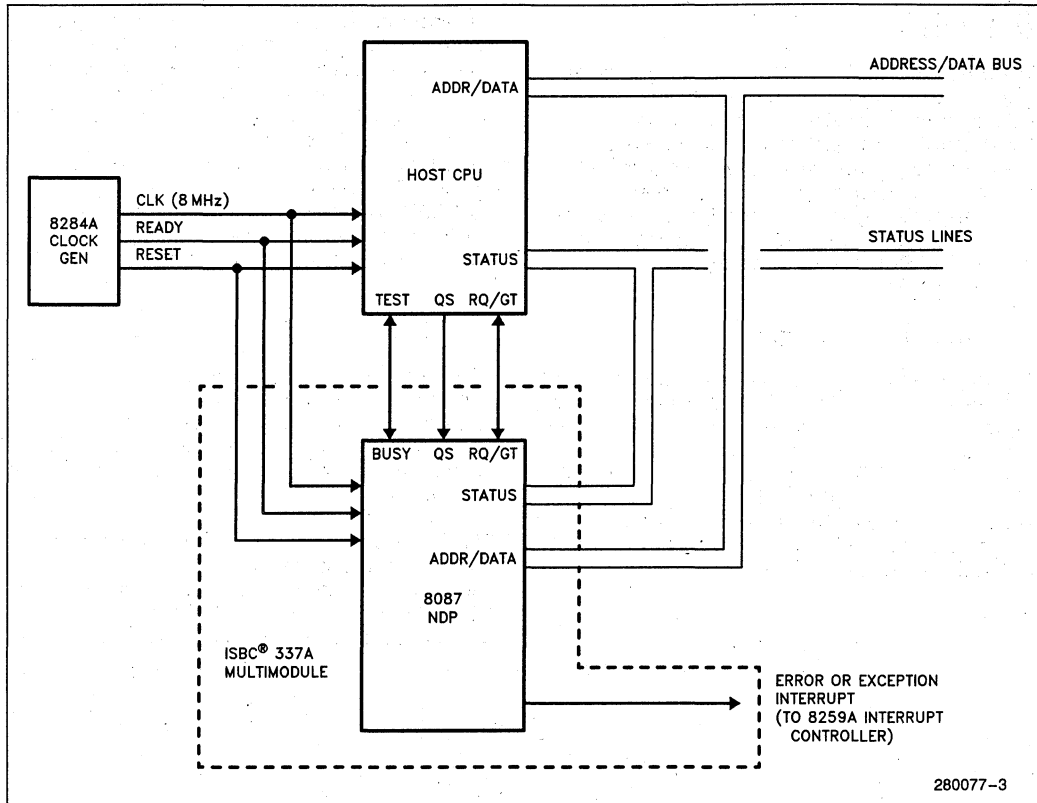 ADDRESS/DATA BUS
ADDR/DATA
HOST CPU
8284A
CLOCK
GEN
CLK (8 MHz)
READY
RESET
STATUS LINES
STATUS
TEST QS RQ/GT
BUSY QS RQ/GT
STATUS
ADDR/DATA
8087
NDP
ISBC® 337A
MULTIMODULE
ERROR OR EXCEPTION
INTERRUPT
(TO 8259A INTERRUPT
CONTROLLER)
280077-3